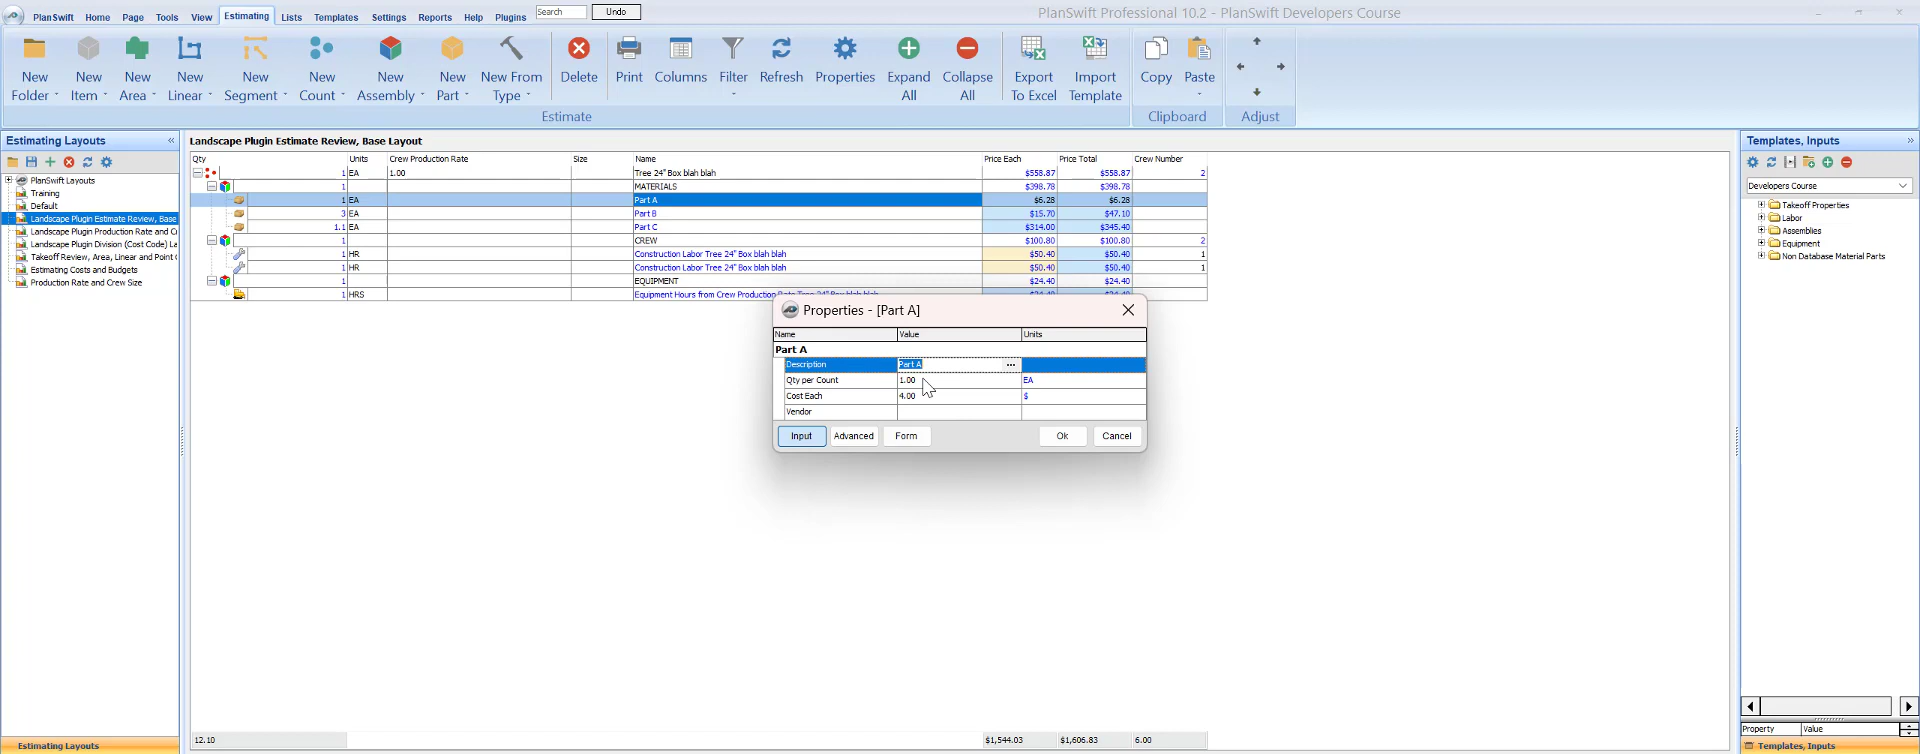 PlanSwift Home Page Tools View Estimating Lists Templates Settings Reports Help Plugins Search Undo PlanSwift Professional 10.2 - PlanSwift Developers Course
New Folder New Item New Area New Linear New Segment New Count New Assembly New Part New From Type Delete Print Columns Filter Refresh Properties Expand All Collapse All Export To Excel Import Template Copy Paste
Estimate Clipboard Adjust
Estimating Layouts
PlanSwift Layouts
Training
Default
Landscape Plugin Estimate Review, Base
Landscape Plugin Production Rate and C
Landscape Plugin Division (Cost Code) La
Takeoff Review, Area, Linear and Point C
Estimating Costs and Budgets
Production Rate and Crew Size
Estimating Layouts
Landscape Plugin Estimate Review, Base Layout
Qty Units Crew Production Rate Size Name Price Each Price Total Crew Number
1 EA 1.00 Tree 24" Box blah blah $558.87 $558.87 2
1 MATERIALS $398.78 $398.78
1 EA Part A $6.28 $6.28
3 EA Part B $15.70 $47.10
1.1 EA Part C $314.00 $345.40
1 CREW $100.80 $100.80 2
1 HR Construction Labor Tree 24" Box blah blah $50.40 $50.40 1
1 HR Construction Labor Tree 24" Box blah blah $50.40 $50.40 1
1 EQUIPMENT $24.40 $24.40
1 HRS Equipment Hours from Crew Production Rate Tree 24" Box blah blah $24.40 $24.40
Properties - [Part A]
Name Value Units
Part A
Description Part A ...
Qty per Count 1.00 EA
Cost Each 4.00 $
Vendor
Input Advanced Form Ok Cancel
12.10 $1,544.03 $1,606.83 6.00
Templates, Inputs
Developers Course
Takeoff Properties
Labor
Assemblies
Equipment
Non Database Material Parts
Property Value
Templates, Inputs